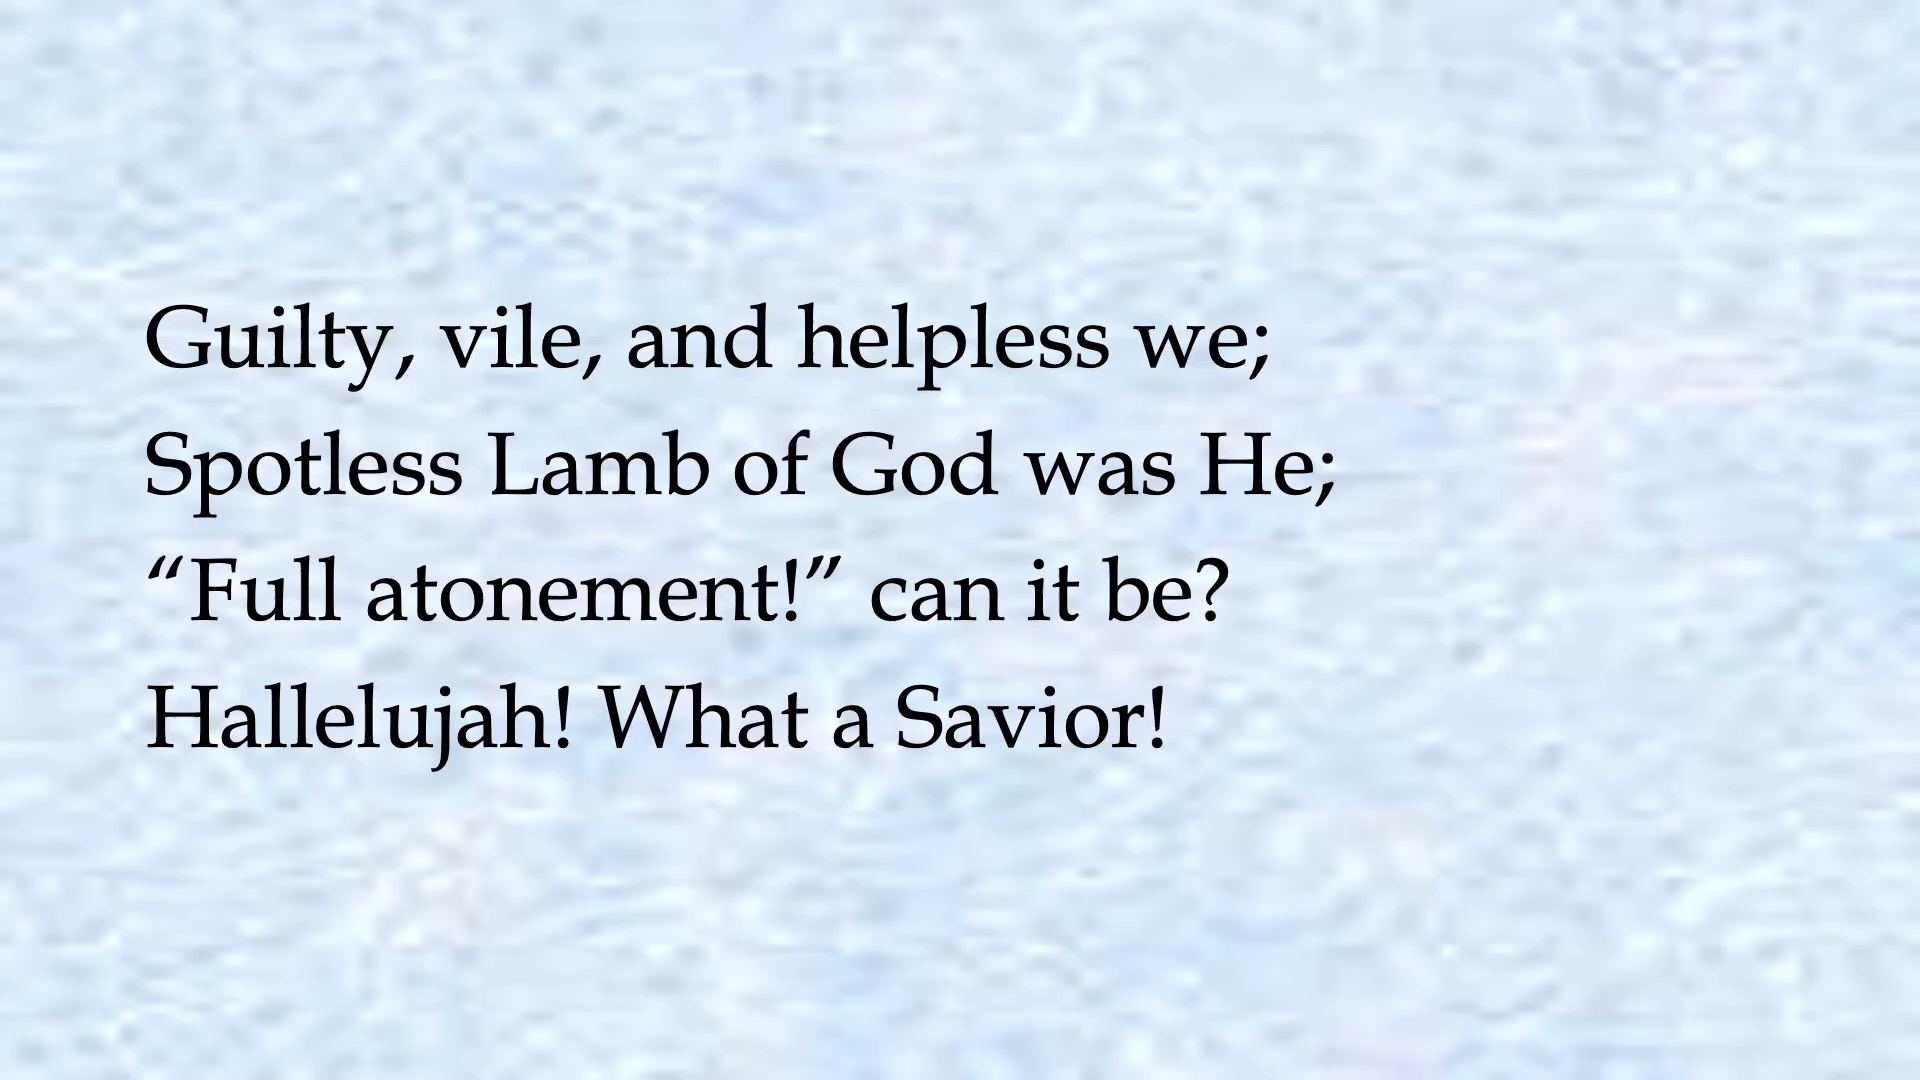 Guilty, vile, and helpless we;
Spotless Lamb of God was He;
“Full atonement!” can it be?
Hallelujah! What a Savior!